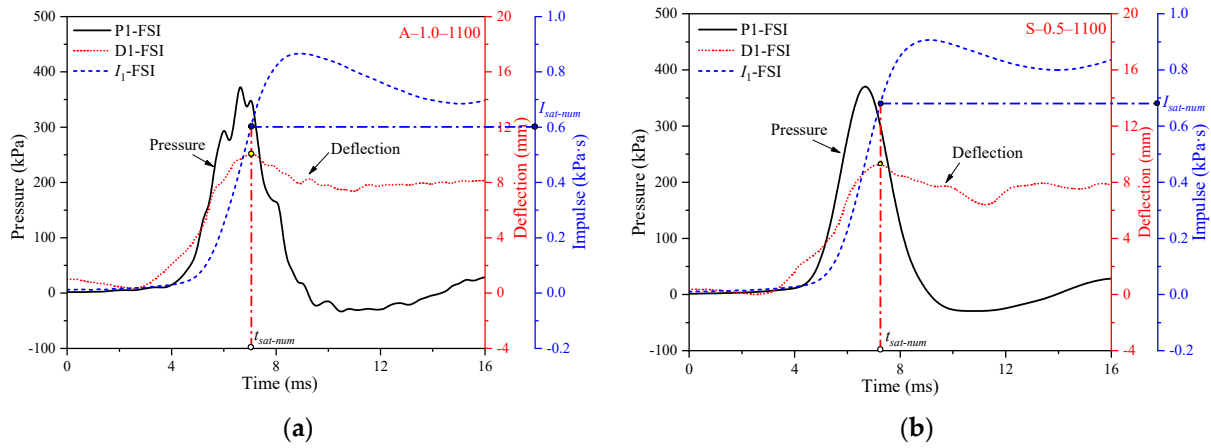 500
400
300
200
100
0
-100
Pressure (kPa)
P1-FSI
D1-FSI
I1-FSI
A–1.0–1100
Pressure
Deflection
tsat-num
0
4
8
12
16
Time (ms)
20
16
12
8
4
0
-4
Deflection (mm)
1.0
0.8
Isat-num
0.6
0.4
0.2
0.0
-0.2
Impulse (kPa·s)
(a)
500
400
300
200
100
0
-100
Pressure (kPa)
P1-FSI
D1-FSI
I1-FSI
S–0.5–1100
Pressure
Deflection
tsat-num
0
4
8
12
16
Time (ms)
20
16
12
8
4
0
-4
Deflection (mm)
1.0
0.8
Isat-num
0.6
0.4
0.2
0.0
-0.2
Impulse (kPa·s)
(b)